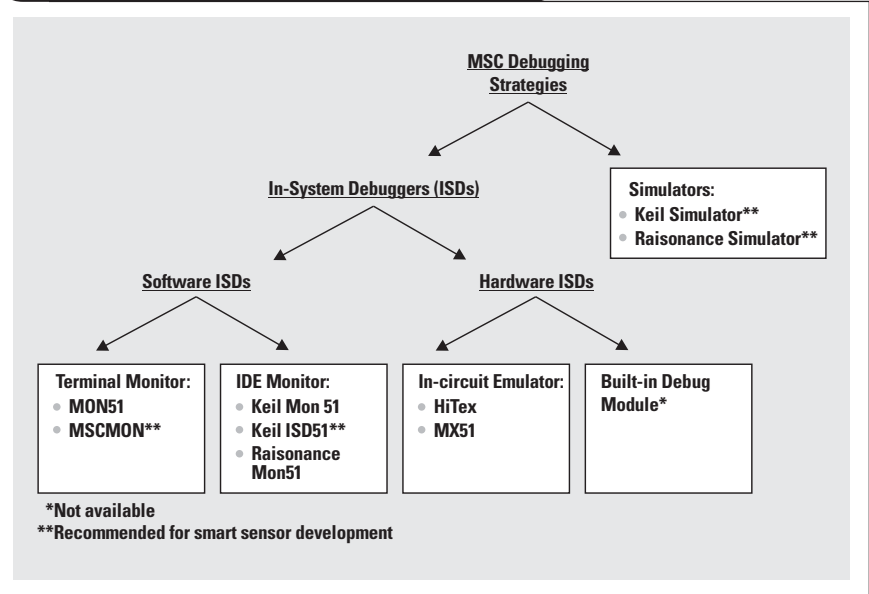 MSC Debugging
Strategies
In-System Debuggers (ISDs)
Simulators:
Keil Simulator**
Raisonance Simulator**
Software ISDs
Hardware ISDs
Terminal Monitor:
MON51
MSCMON**
IDE Monitor:
Keil Mon 51
Keil ISD51**
Raisonance
Mon51
In-circuit Emulator:
HiTex
MX51
Built-in Debug
Module*
*Not available
**Recommended for smart sensor development